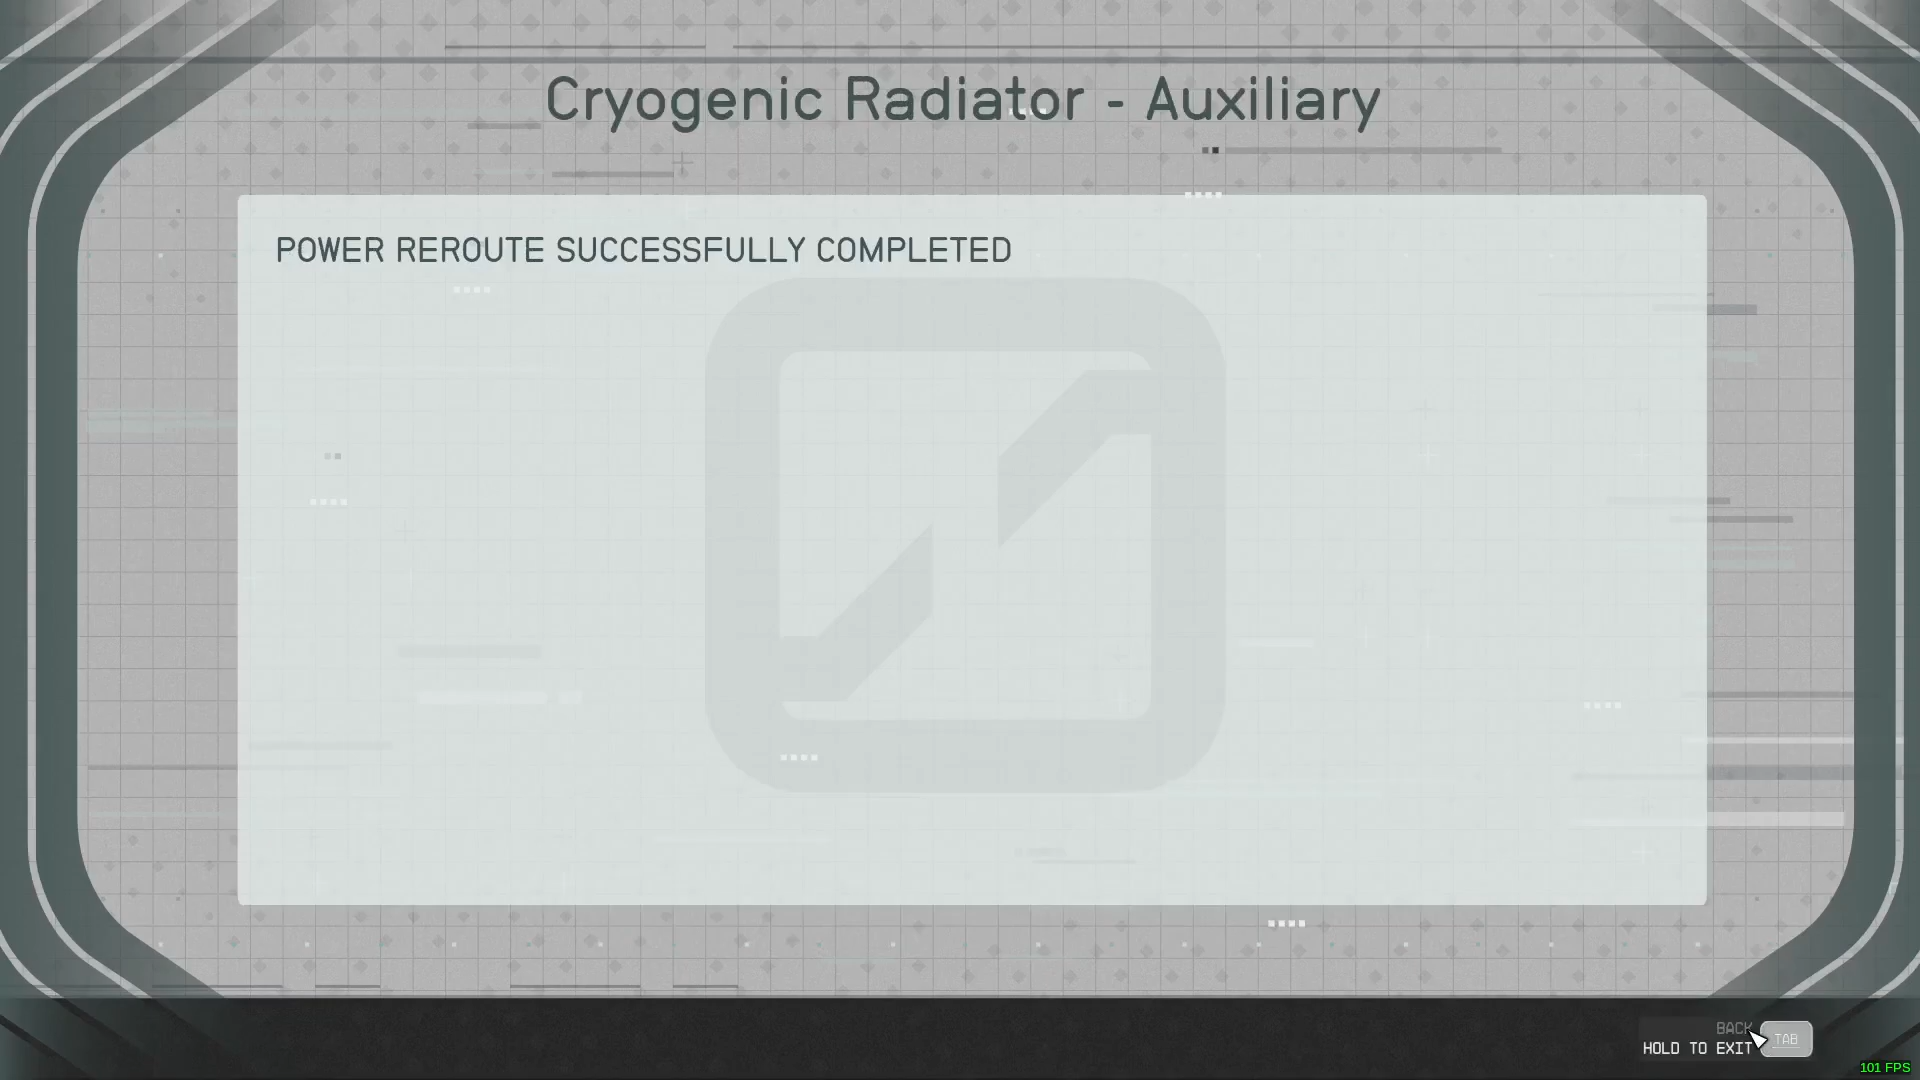 Cryogenic Radiator - Auxiliary
POWER REROUTE SUCCESSFULLY COMPLETED
BACK
HOLD TO EXIT
TAB
101 FPS